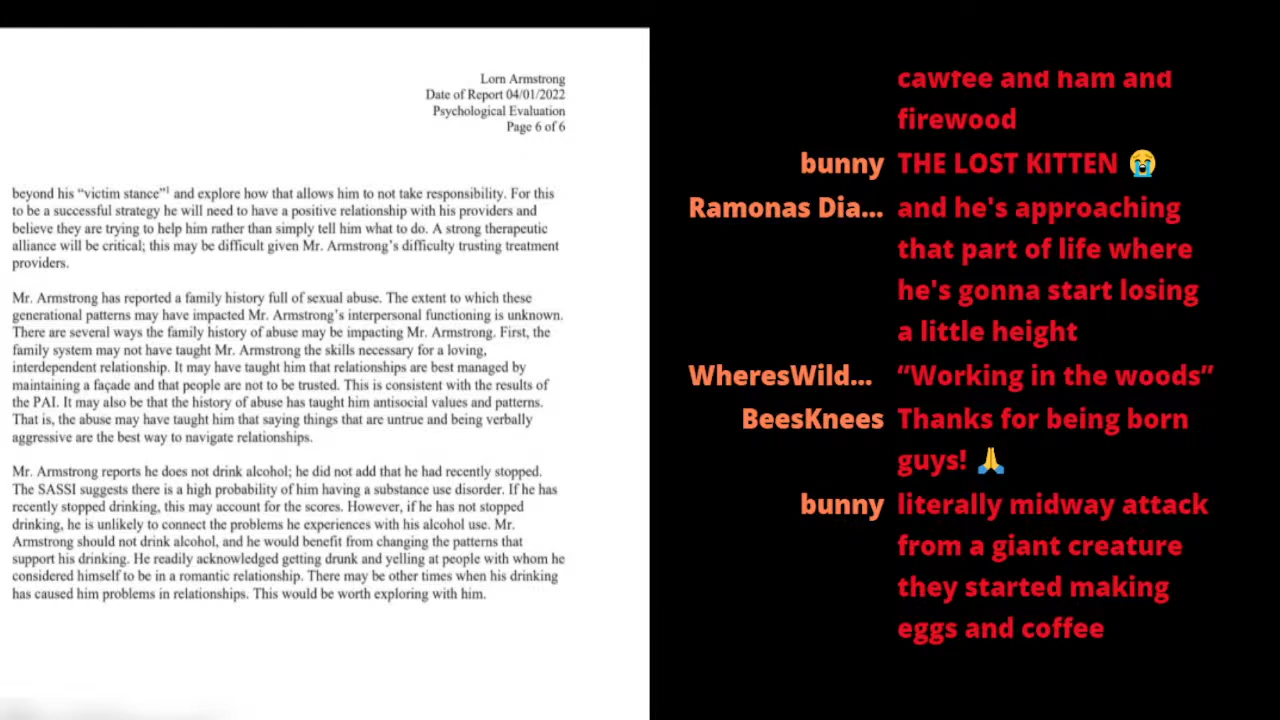 Lorn Armstrong
Date of Report 04/01/2022
Psychological Evaluation
Page 6 of 6
beyond his “victim stance”¹ and explore how that allows him to not take responsibility. For this
to be a successful strategy he will need to have a positive relationship with his providers and
believe they are trying to help him rather than simply tell him what to do. A strong therapeutic
alliance will be critical; this may be difficult given Mr. Armstrong’s difficulty trusting treatment
providers.
Mr. Armstrong has reported a family history full of sexual abuse. The extent to which these
generational patterns may have impacted Mr. Armstrong’s interpersonal functioning is unknown.
There are several ways the family history of abuse may be impacting Mr. Armstrong. First, the
family system may not have taught Mr. Armstrong the skills necessary for a loving,
interdependent relationship. It may have taught him that relationships are best managed by
maintaining a façade and that people are not to be trusted. This is consistent with the results of
the PAI. It may also be that the history of abuse has taught him antisocial values and patterns.
That is, the abuse may have taught him that saying things that are untrue and being verbally
aggressive are the best way to navigate relationships.
Mr. Armstrong reports he does not drink alcohol; he did not add that he had recently stopped.
The SASSI suggests there is a high probability of him having a substance use disorder. If he has
recently stopped drinking, this may account for the scores. However, if he has not stopped
drinking, he is unlikely to connect the problems he experiences with his alcohol use. Mr.
Armstrong should not drink alcohol, and he would benefit from changing the patterns that
support his drinking. He readily acknowledged getting drunk and yelling at people with whom he
considered himself to be in a romantic relationship. There may be other times when his drinking
has caused him problems in relationships. This would be worth exploring with him.
cawfee and ham and
firewood
bunny THE LOST KITTEN 😭
Ramonas Dia... and he's approaching
that part of life where
he's gonna start losing
a little height
WheresWild... “Working in the woods”
BeesKnees Thanks for being born
guys! 🙏
bunny literally midway attack
from a giant creature
they started making
eggs and coffee